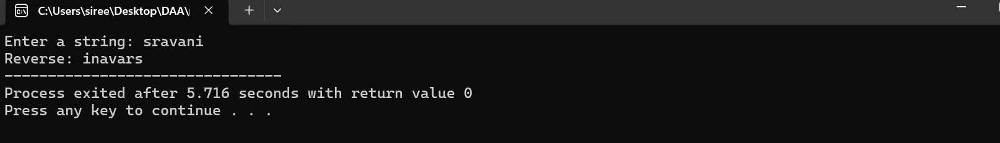 C:\Users\siree\Desktop\DAA\
Enter a string: sravani
Reverse: inavars
--------------------------------
Process exited after 5.716 seconds with return value 0
Press any key to continue . . .